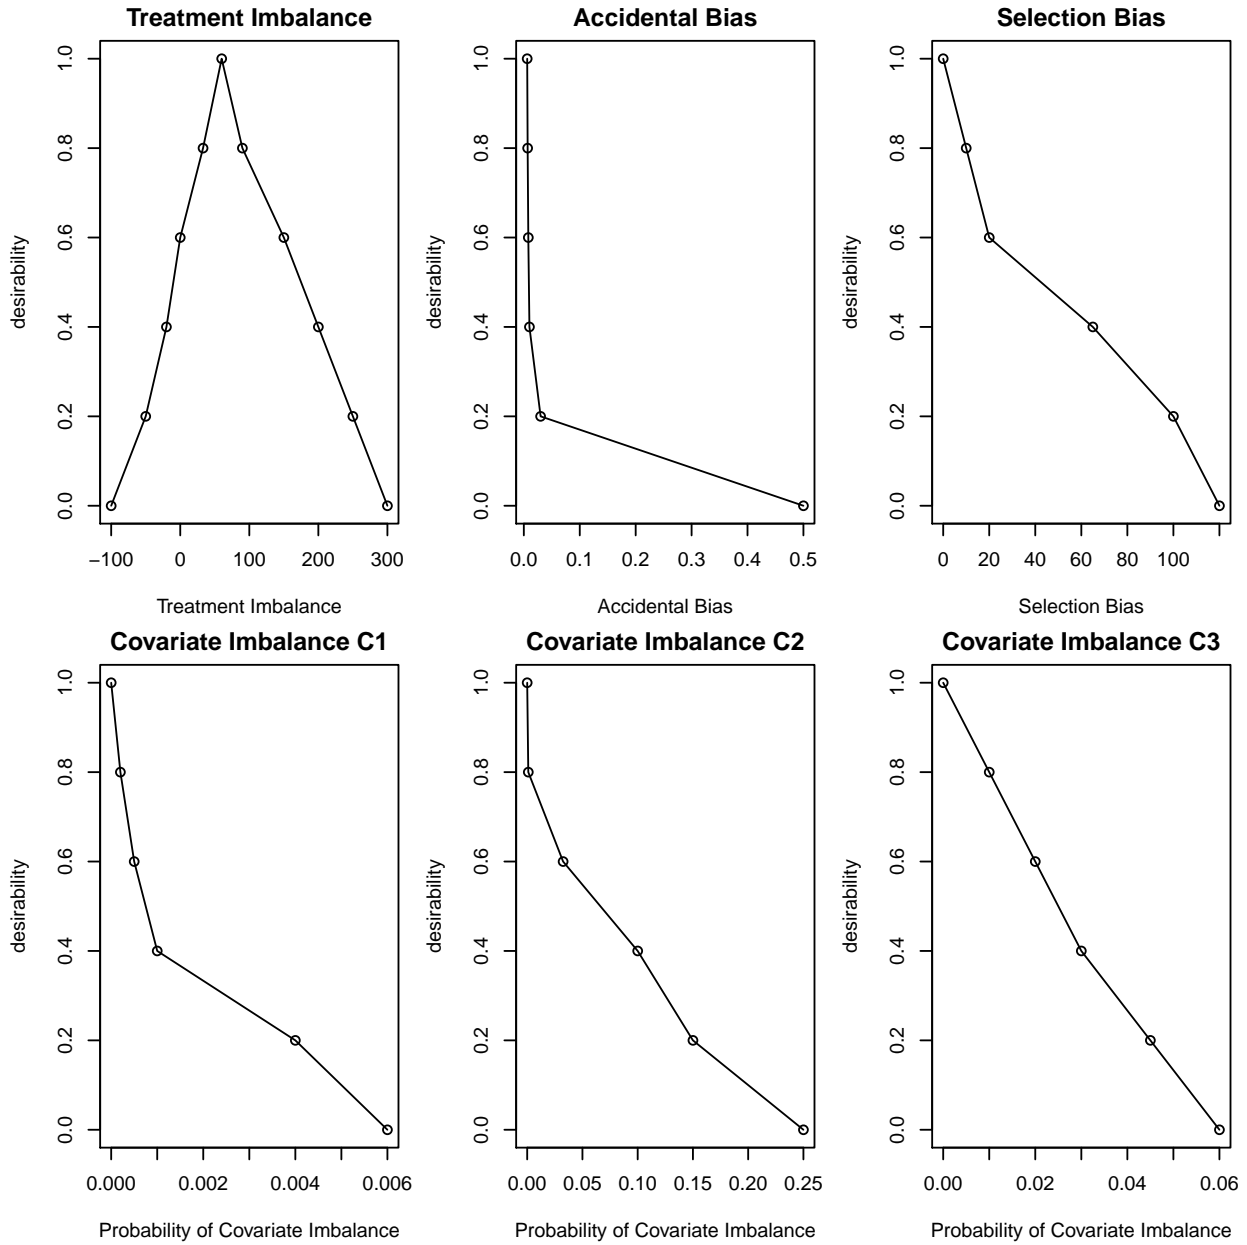 Treatment Imbalance
desirability
1.0
0.8
0.6
0.4
0.2
0.0
−100 0 100 200 300
Treatment Imbalance
Accidental Bias
desirability
1.0
0.8
0.6
0.4
0.2
0.0
0.0 0.1 0.2 0.3 0.4 0.5
Accidental Bias
Selection Bias
desirability
1.0
0.8
0.6
0.4
0.2
0.0
0 20 40 60 80 100
Selection Bias
Covariate Imbalance C1
desirability
1.0
0.8
0.6
0.4
0.2
0.0
0.000 0.002 0.004 0.006
Probability of Covariate Imbalance
Covariate Imbalance C2
desirability
1.0
0.8
0.6
0.4
0.2
0.0
0.00 0.05 0.10 0.15 0.20 0.25
Probability of Covariate Imbalance
Covariate Imbalance C3
desirability
1.0
0.8
0.6
0.4
0.2
0.0
0.00 0.02 0.04 0.06
Probability of Covariate Imbalance